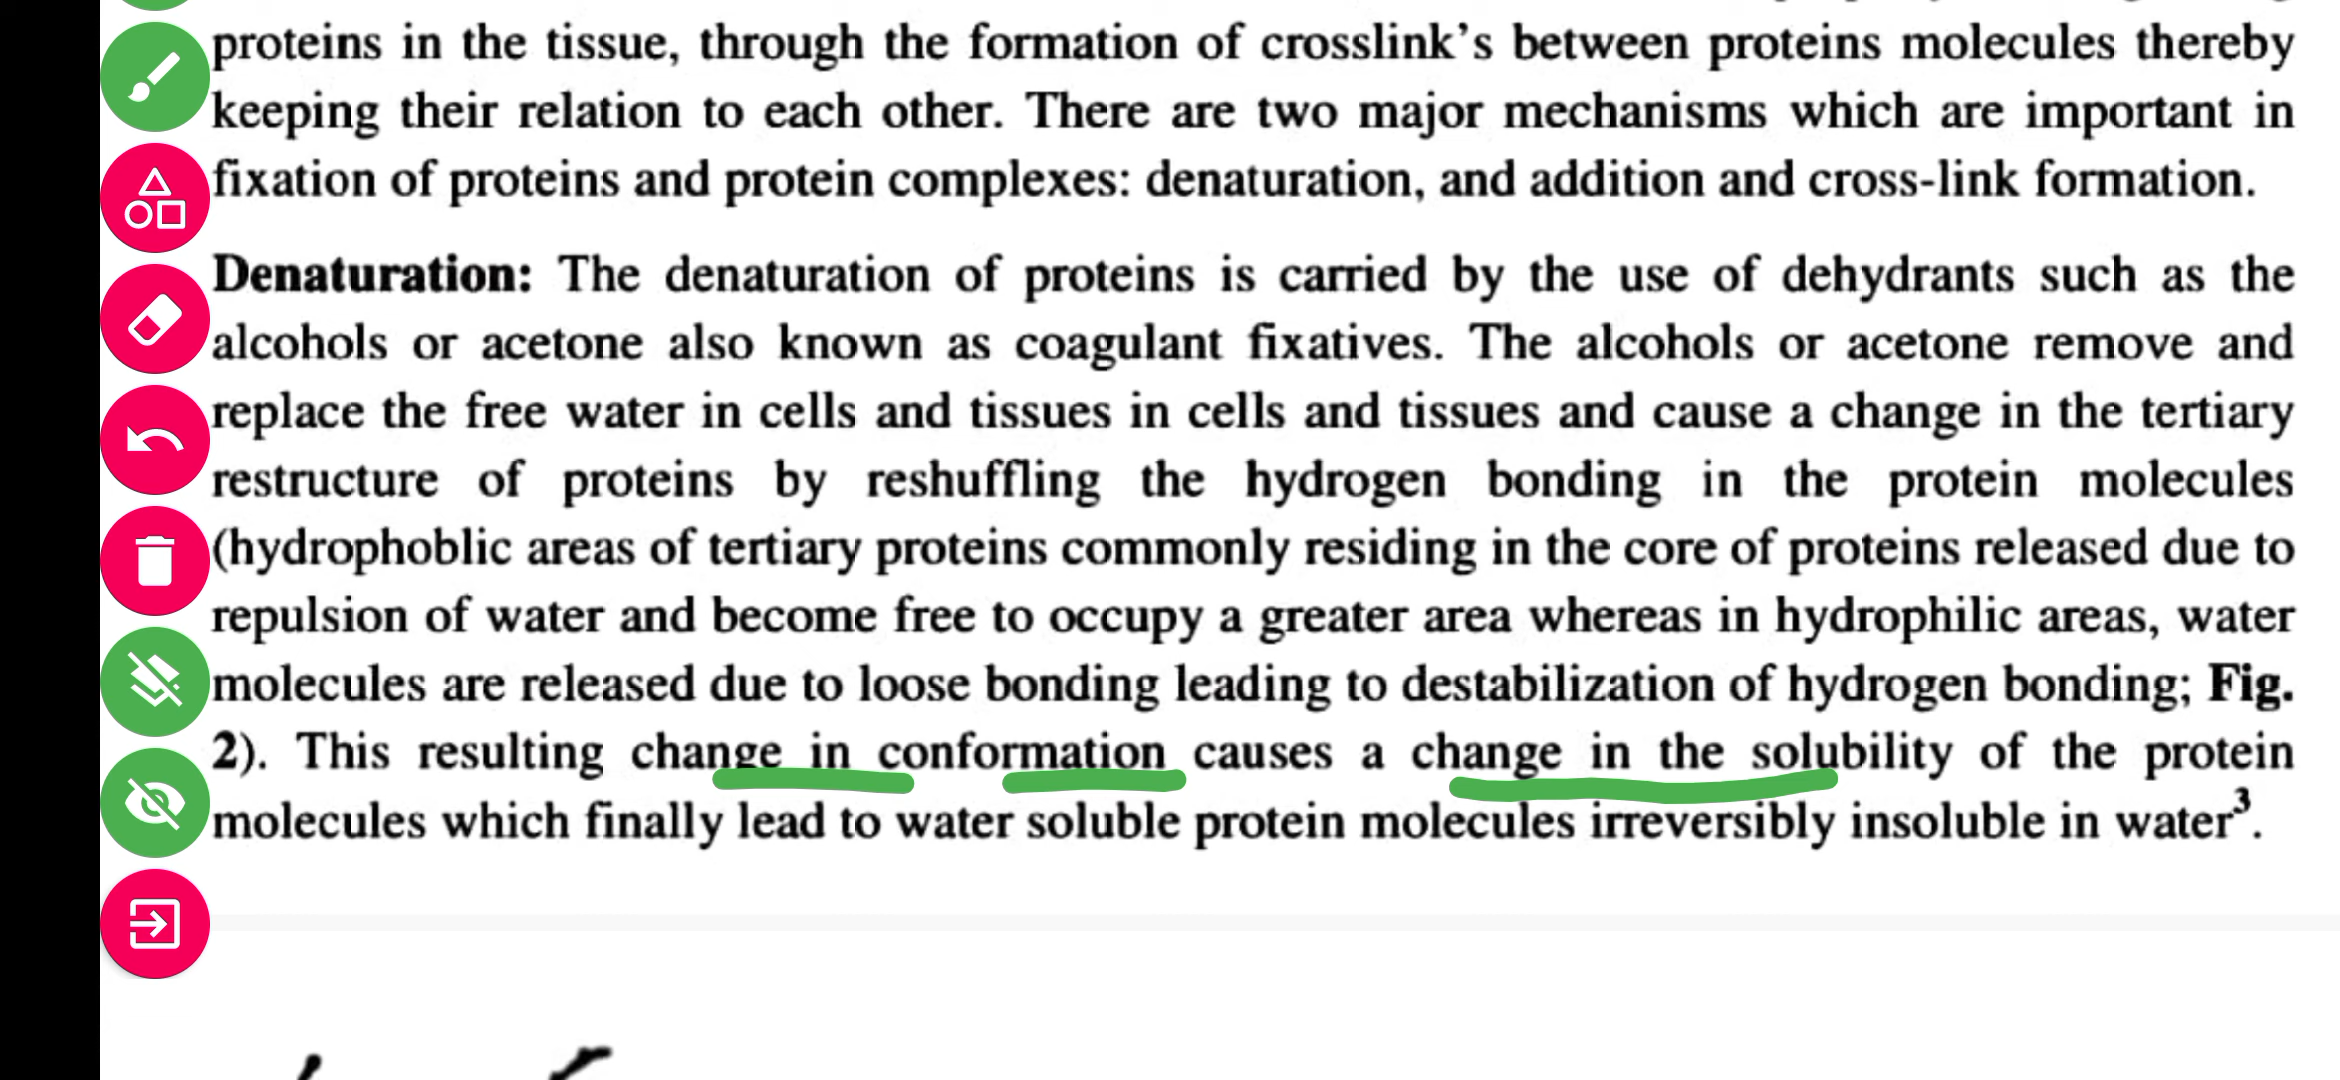 proteins in the tissue, through the formation of crosslink's between proteins molecules thereby
keeping their relation to each other. There are two major mechanisms which are important in
fixation of proteins and protein complexes: denaturation, and addition and cross-link formation.
Denaturation: The denaturation of proteins is carried by the use of dehydrants such as the
alcohols or acetone also known as coagulant fixatives. The alcohols or acetone remove and
replace the free water in cells and tissues in cells and tissues and cause a change in the tertiary
restructure of proteins by reshuffling the hydrogen bonding in the protein molecules
(hydrophoblic areas of tertiary proteins commonly residing in the core of proteins released due to
repulsion of water and become free to occupy a greater area whereas in hydrophilic areas, water
molecules are released due to loose bonding leading to destabilization of hydrogen bonding; Fig.
2). This resulting change in conformation causes a change in the solubility of the protein
molecules which finally lead to water soluble protein molecules irreversibly insoluble in water³.